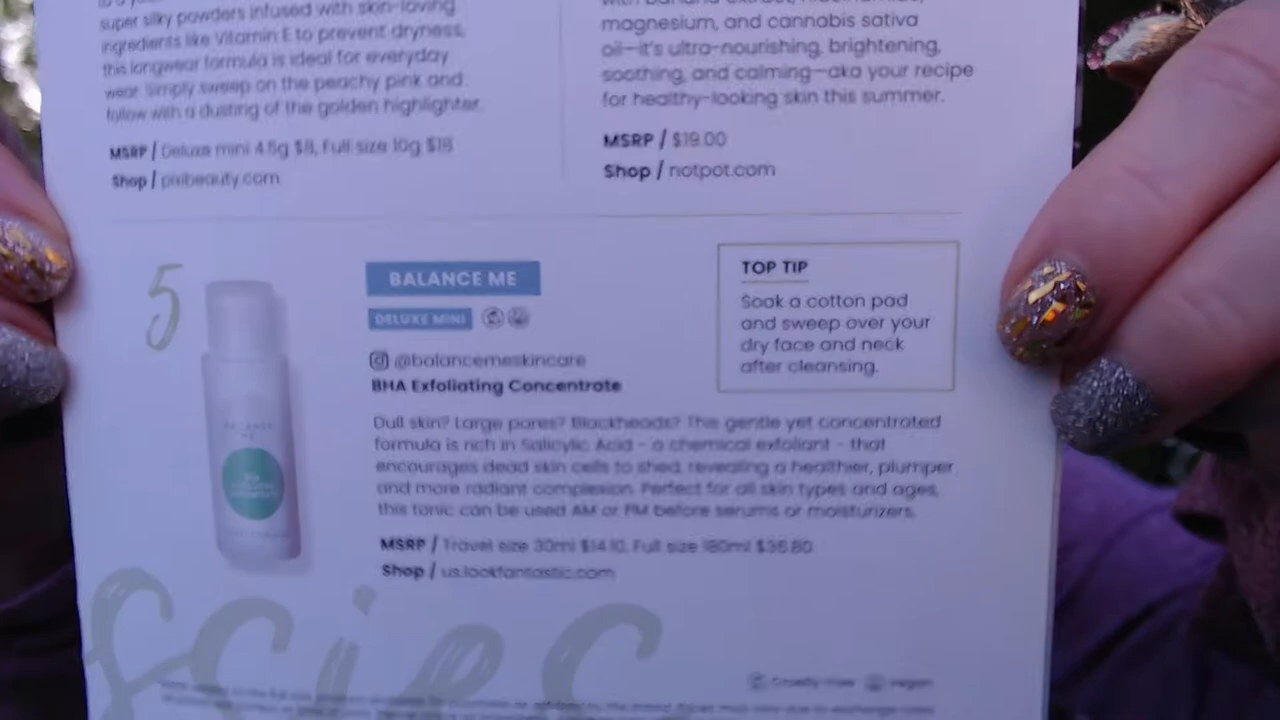 super silky powders infused with skin-loving
ingredients like Vitamin E to prevent dryness,
this longwear formula is ideal for everyday
wear. Simply sweep on the peachy pink and
follow with a dusting of the golden highlighter.
MSRP / Deluxe mini 4.6g $8, Full size 10g $18
Shop / pixibeauty.com
magnesium, and cannabis sativa
oil—it's ultra-nourishing, brightening,
soothing, and calming—aka your recipe
for healthy-looking skin this summer.
MSRP / $19.00
Shop / notpot.com
5
BALANCE ME
DELUXE MINI
@balancemeskincare
BHA Exfoliating Concentrate
TOP TIP
Soak a cotton pad
and sweep over your
dry face and neck
after cleansing.
Dull skin? Large pores? Blackheads? This gentle yet concentrated
formula is rich in Salicylic Acid - a chemical exfoliant - that
encourages dead skin cells to shed, revealing a healthier, plumper
and more radiant complexion. Perfect for all skin types and ages,
this tonic can be used AM or PM before serums or moisturizers.
MSRP / Travel size 30ml $14.10, Full size 180ml $36.80
Shop / us.lookfantastic.com
ssies
Cruelty-free Vegan